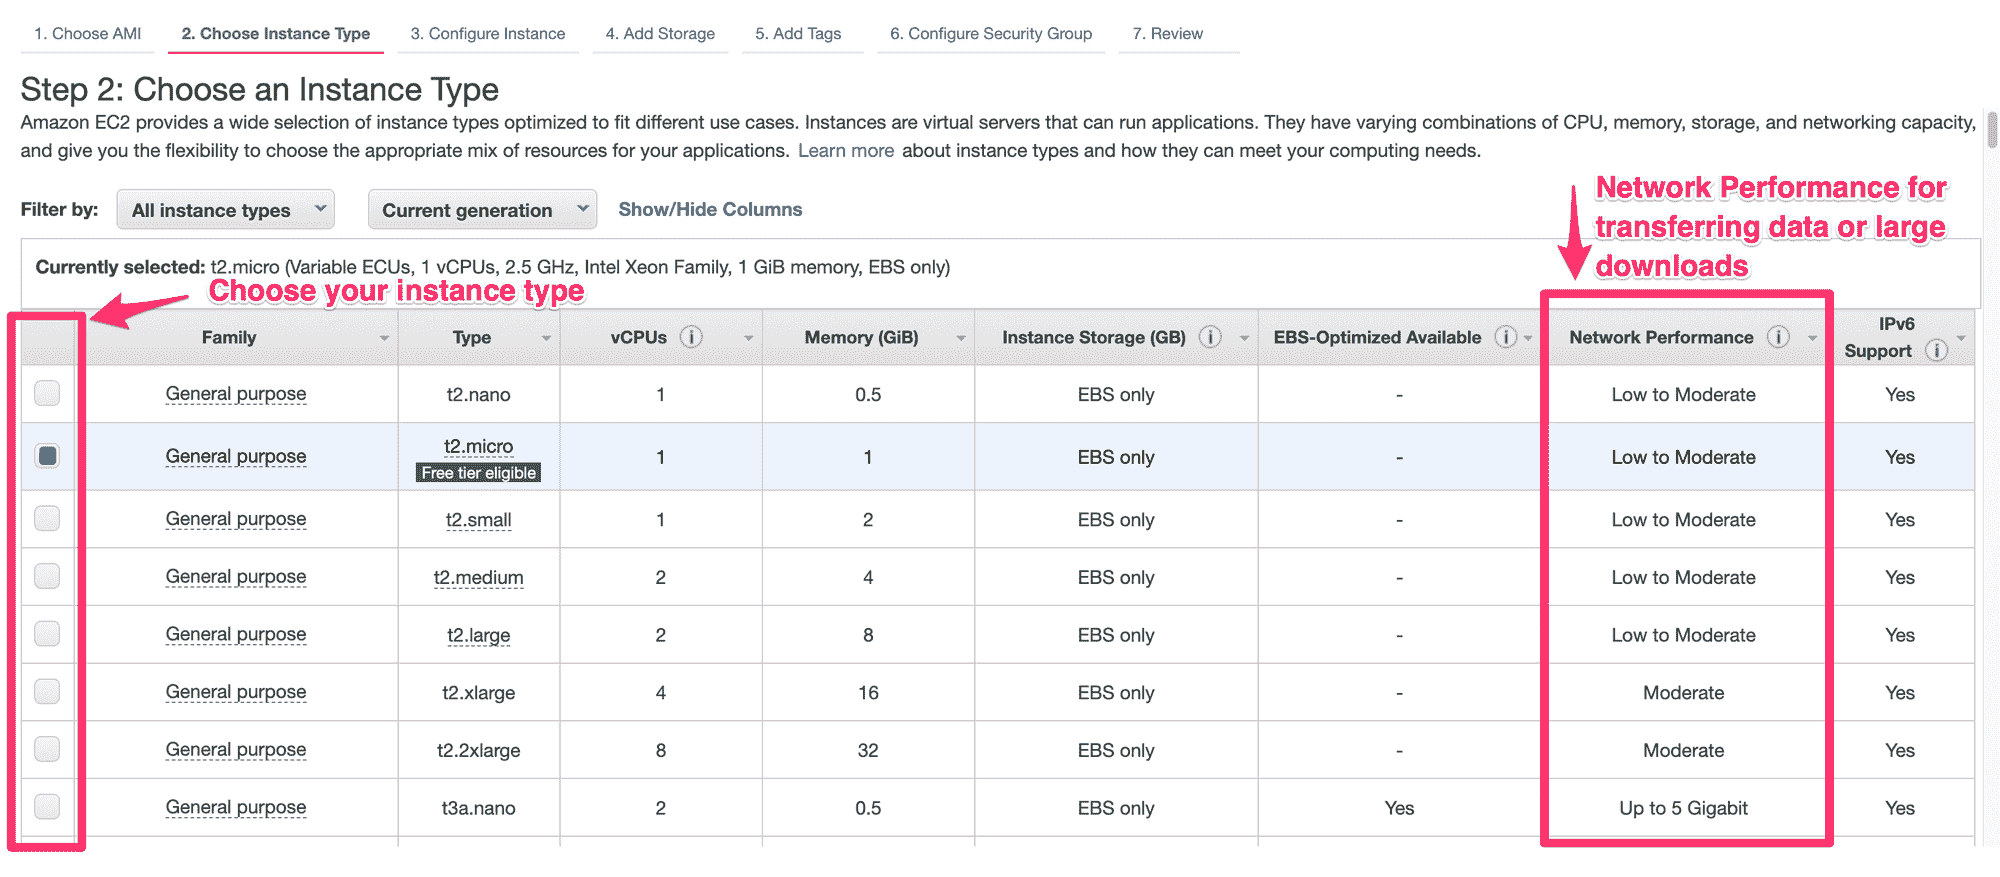 1. Choose AMI 2. Choose Instance Type 3. Configure Instance 4. Add Storage 5. Add Tags 6. Configure Security Group 7. Review
Step 2: Choose an Instance Type
Amazon EC2 provides a wide selection of instance types optimized to fit different use cases. Instances are virtual servers that can run applications. They have varying combinations of CPU, memory, storage, and networking capacity,
and give you the flexibility to choose the appropriate mix of resources for your applications. Learn more about instance types and how they can meet your computing needs.
Network Performance for
transferring data or large
downloads
Filter by: All instance types Current generation Show/Hide Columns
Currently selected: t2.micro (Variable ECUs, 1 vCPUs, 2.5 GHz, Intel Xeon Family, 1 GiB memory, EBS only)
Choose your instance type
Family Type vCPUs i Memory (GiB) Instance Storage (GB) i EBS-Optimized Available i Network Performance i IPv6
Support i
General purpose t2.nano 1 0.5 EBS only - Low to Moderate Yes
General purpose t2.micro 1 1 EBS only - Low to Moderate Yes
Free tier eligible
General purpose t2.small 1 2 EBS only - Low to Moderate Yes
General purpose t2.medium 2 4 EBS only - Low to Moderate Yes
General purpose t2.large 2 8 EBS only - Low to Moderate Yes
General purpose t2.xlarge 4 16 EBS only - Moderate Yes
General purpose t2.2xlarge 8 32 EBS only - Moderate Yes
General purpose t3a.nano 2 0.5 EBS only Yes Up to 5 Gigabit Yes